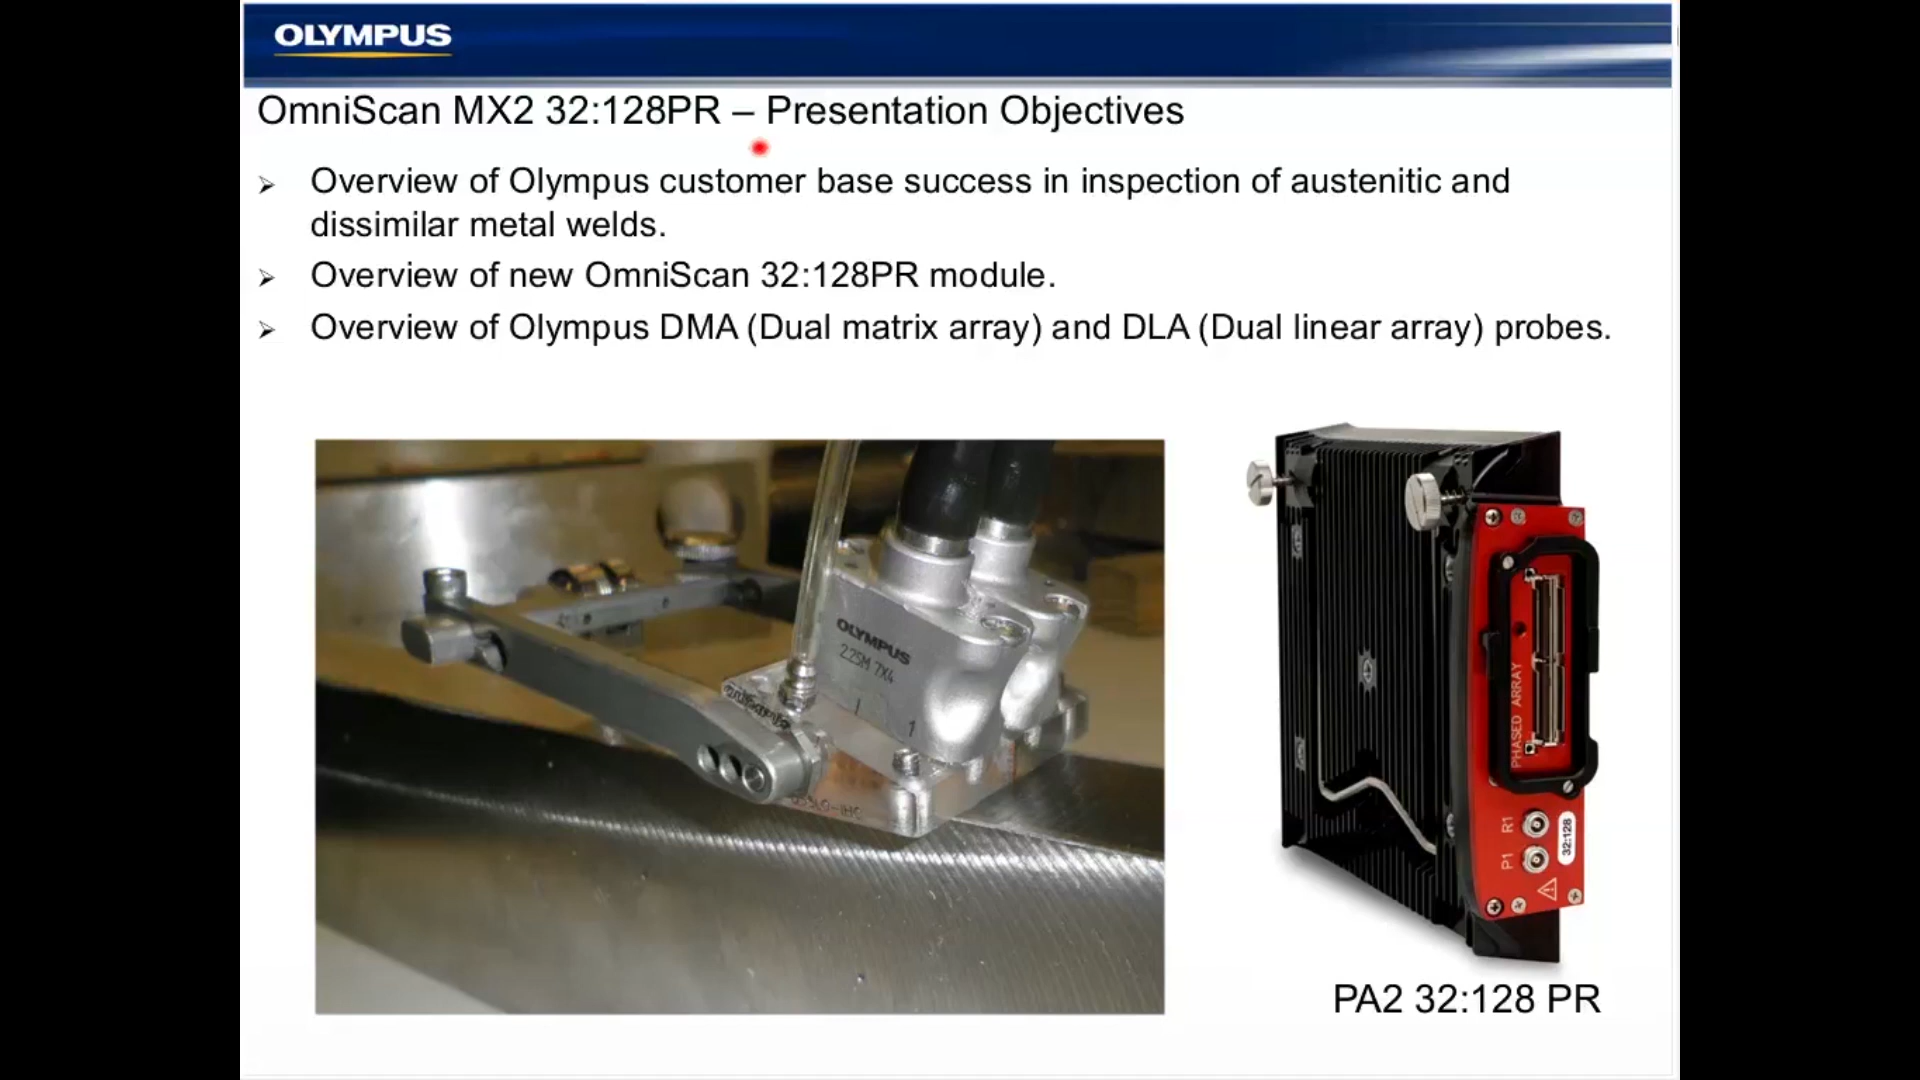 OLYMPUS
OmniScan MX2 32:128PR – Presentation Objectives
Overview of Olympus customer base success in inspection of austenitic and
dissimilar metal welds.
Overview of new OmniScan 32:128PR module.
Overview of Olympus DMA (Dual matrix array) and DLA (Dual linear array) probes.
OLYMPUS
2.25M 7X4
1
PHASED ARRAY
R1
P1
32:128
PA2 32:128 PR